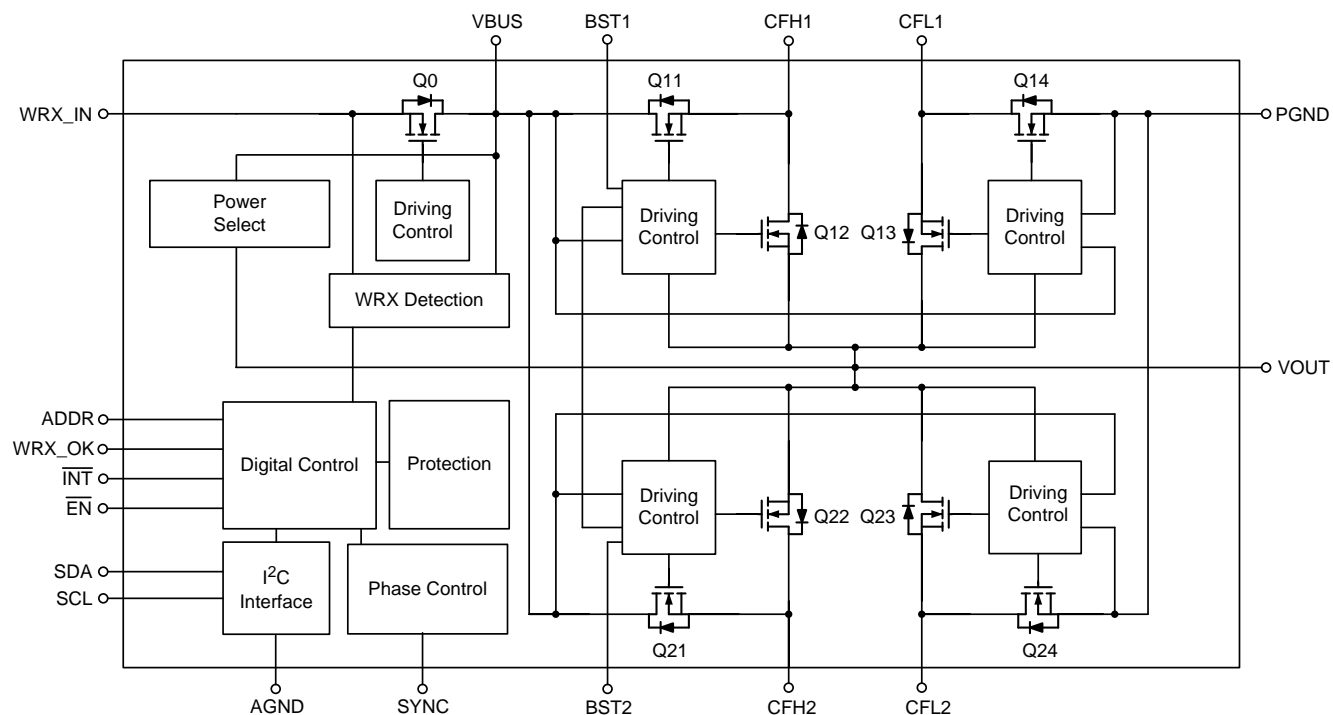 VBUS
BST1
CFH1
CFL1
Q0
Q11
Q14
WRX_IN
PGND
Power
Select
Driving
Control
Driving
Control
Q12
Q13
Driving
Control
WRX Detection
VOUT
ADDR
WRX_OK
INT
EN
Digital Control
Protection
Driving
Control
Q22
Q23
Driving
Control
SDA
SCL
I²C
Interface
Phase Control
Q21
Q24
AGND
SYNC
BST2
CFH2
CFL2